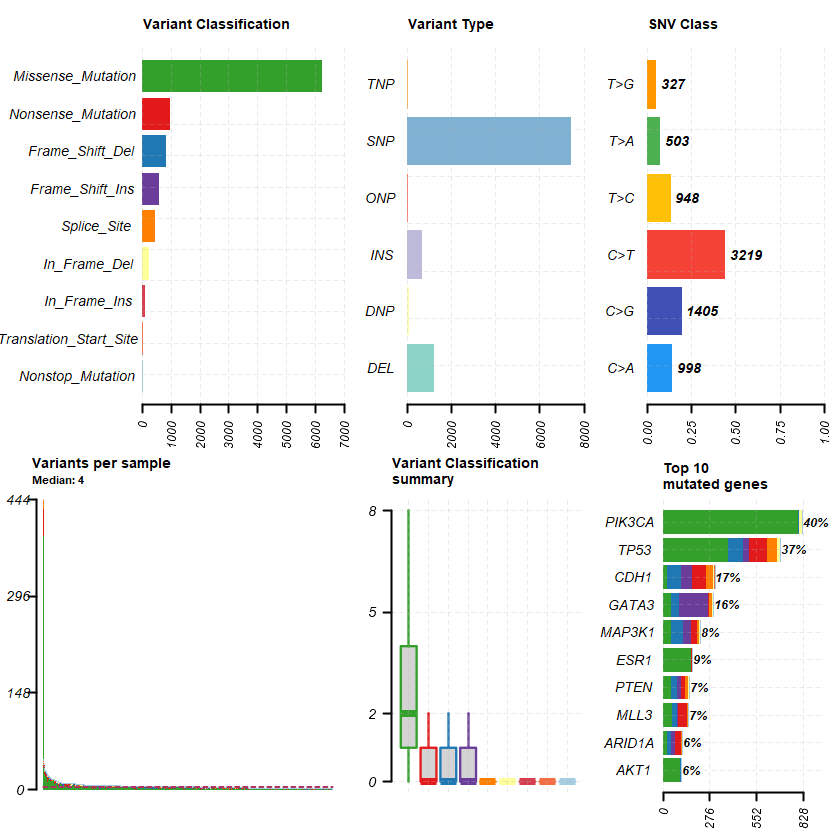 Variant Classification
Missense_Mutation
Nonsense_Mutation
Frame_Shift_Del
Frame_Shift_Ins
Splice_Site
In_Frame_Del
In_Frame_Ins
Translation_Start_Site
Nonstop_Mutation
0 1000 2000 3000 4000 5000 6000 7000
Variant Type
TNP
SNP
ONP
INS
DNP
DEL
0 2000 4000 6000 8000
SNV Class
T>G 327
T>A 503
T>C 948
C>T 3219
C>G 1405
C>A 998
0.00 0.25 0.50 0.75 1.00
Variants per sample
Median: 4
444
296
148
0
Variant Classification
summary
8
5
2
0
Top 10
mutated genes
PIK3CA 40%
TP53 37%
CDH1 17%
GATA3 16%
MAP3K1 8%
ESR1 9%
PTEN 7%
MLL3 7%
ARID1A 6%
AKT1 6%
0 276 552 828